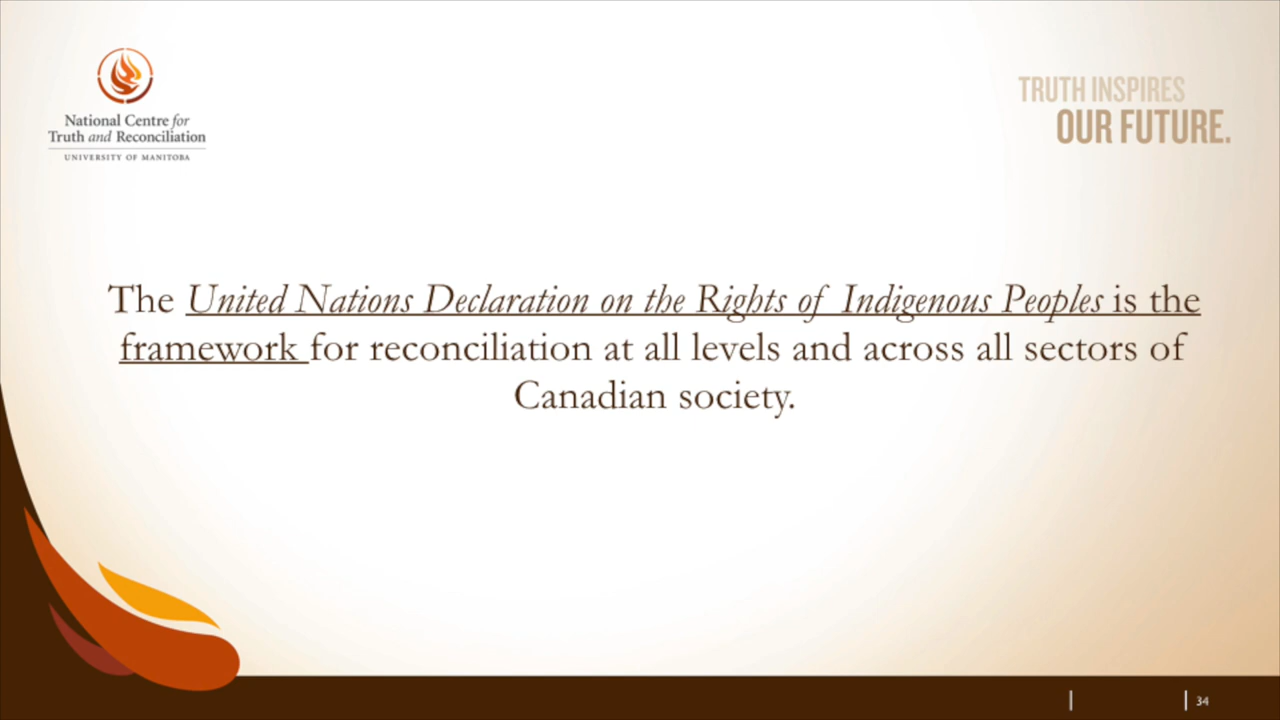 National Centre for
Truth and Reconciliation
UNIVERSITY OF MANITOBA
TRUTH INSPIRES
OUR FUTURE.
The United Nations Declaration on the Rights of Indigenous Peoples is the
framework for reconciliation at all levels and across all sectors of
Canadian society.
34